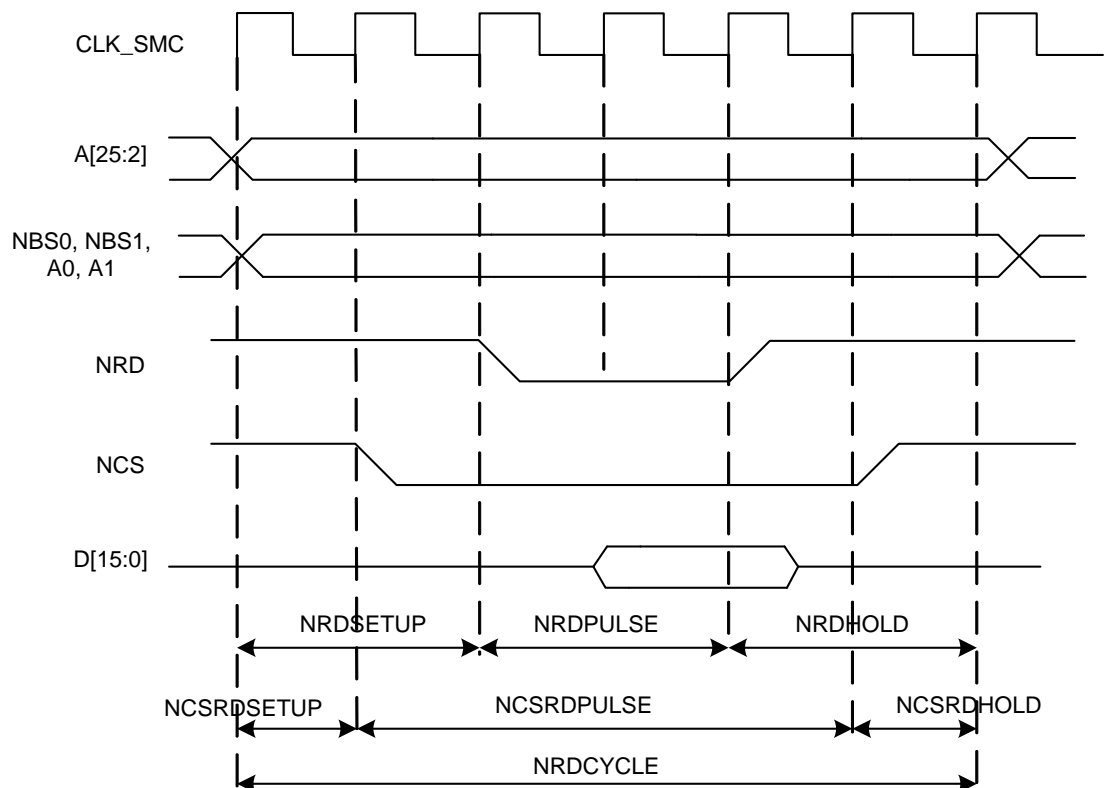 CLK_SMC
A[25:2]
NBS0, NBS1,
A0, A1
NRD
NCS
D[15:0]
NRDSETUP NRDPULSE NRDHOLD
NCSRDSETUP NCSRDPULSE NCSRDHOLD
NRDCYCLE